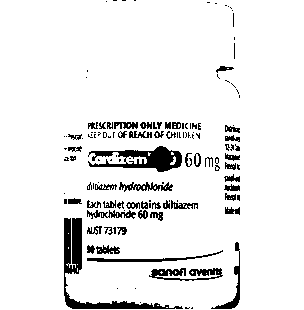 PRESCRIPTION ONLY MEDICINE
KEEP OUT OF REACH OF CHILDREN
Cardizem 60 mg
diltiazem hydrochloride
Each tablet contains diltiazem
hydrochloride 60 mg
AUST 73179
90 tablets
sanofi aventis